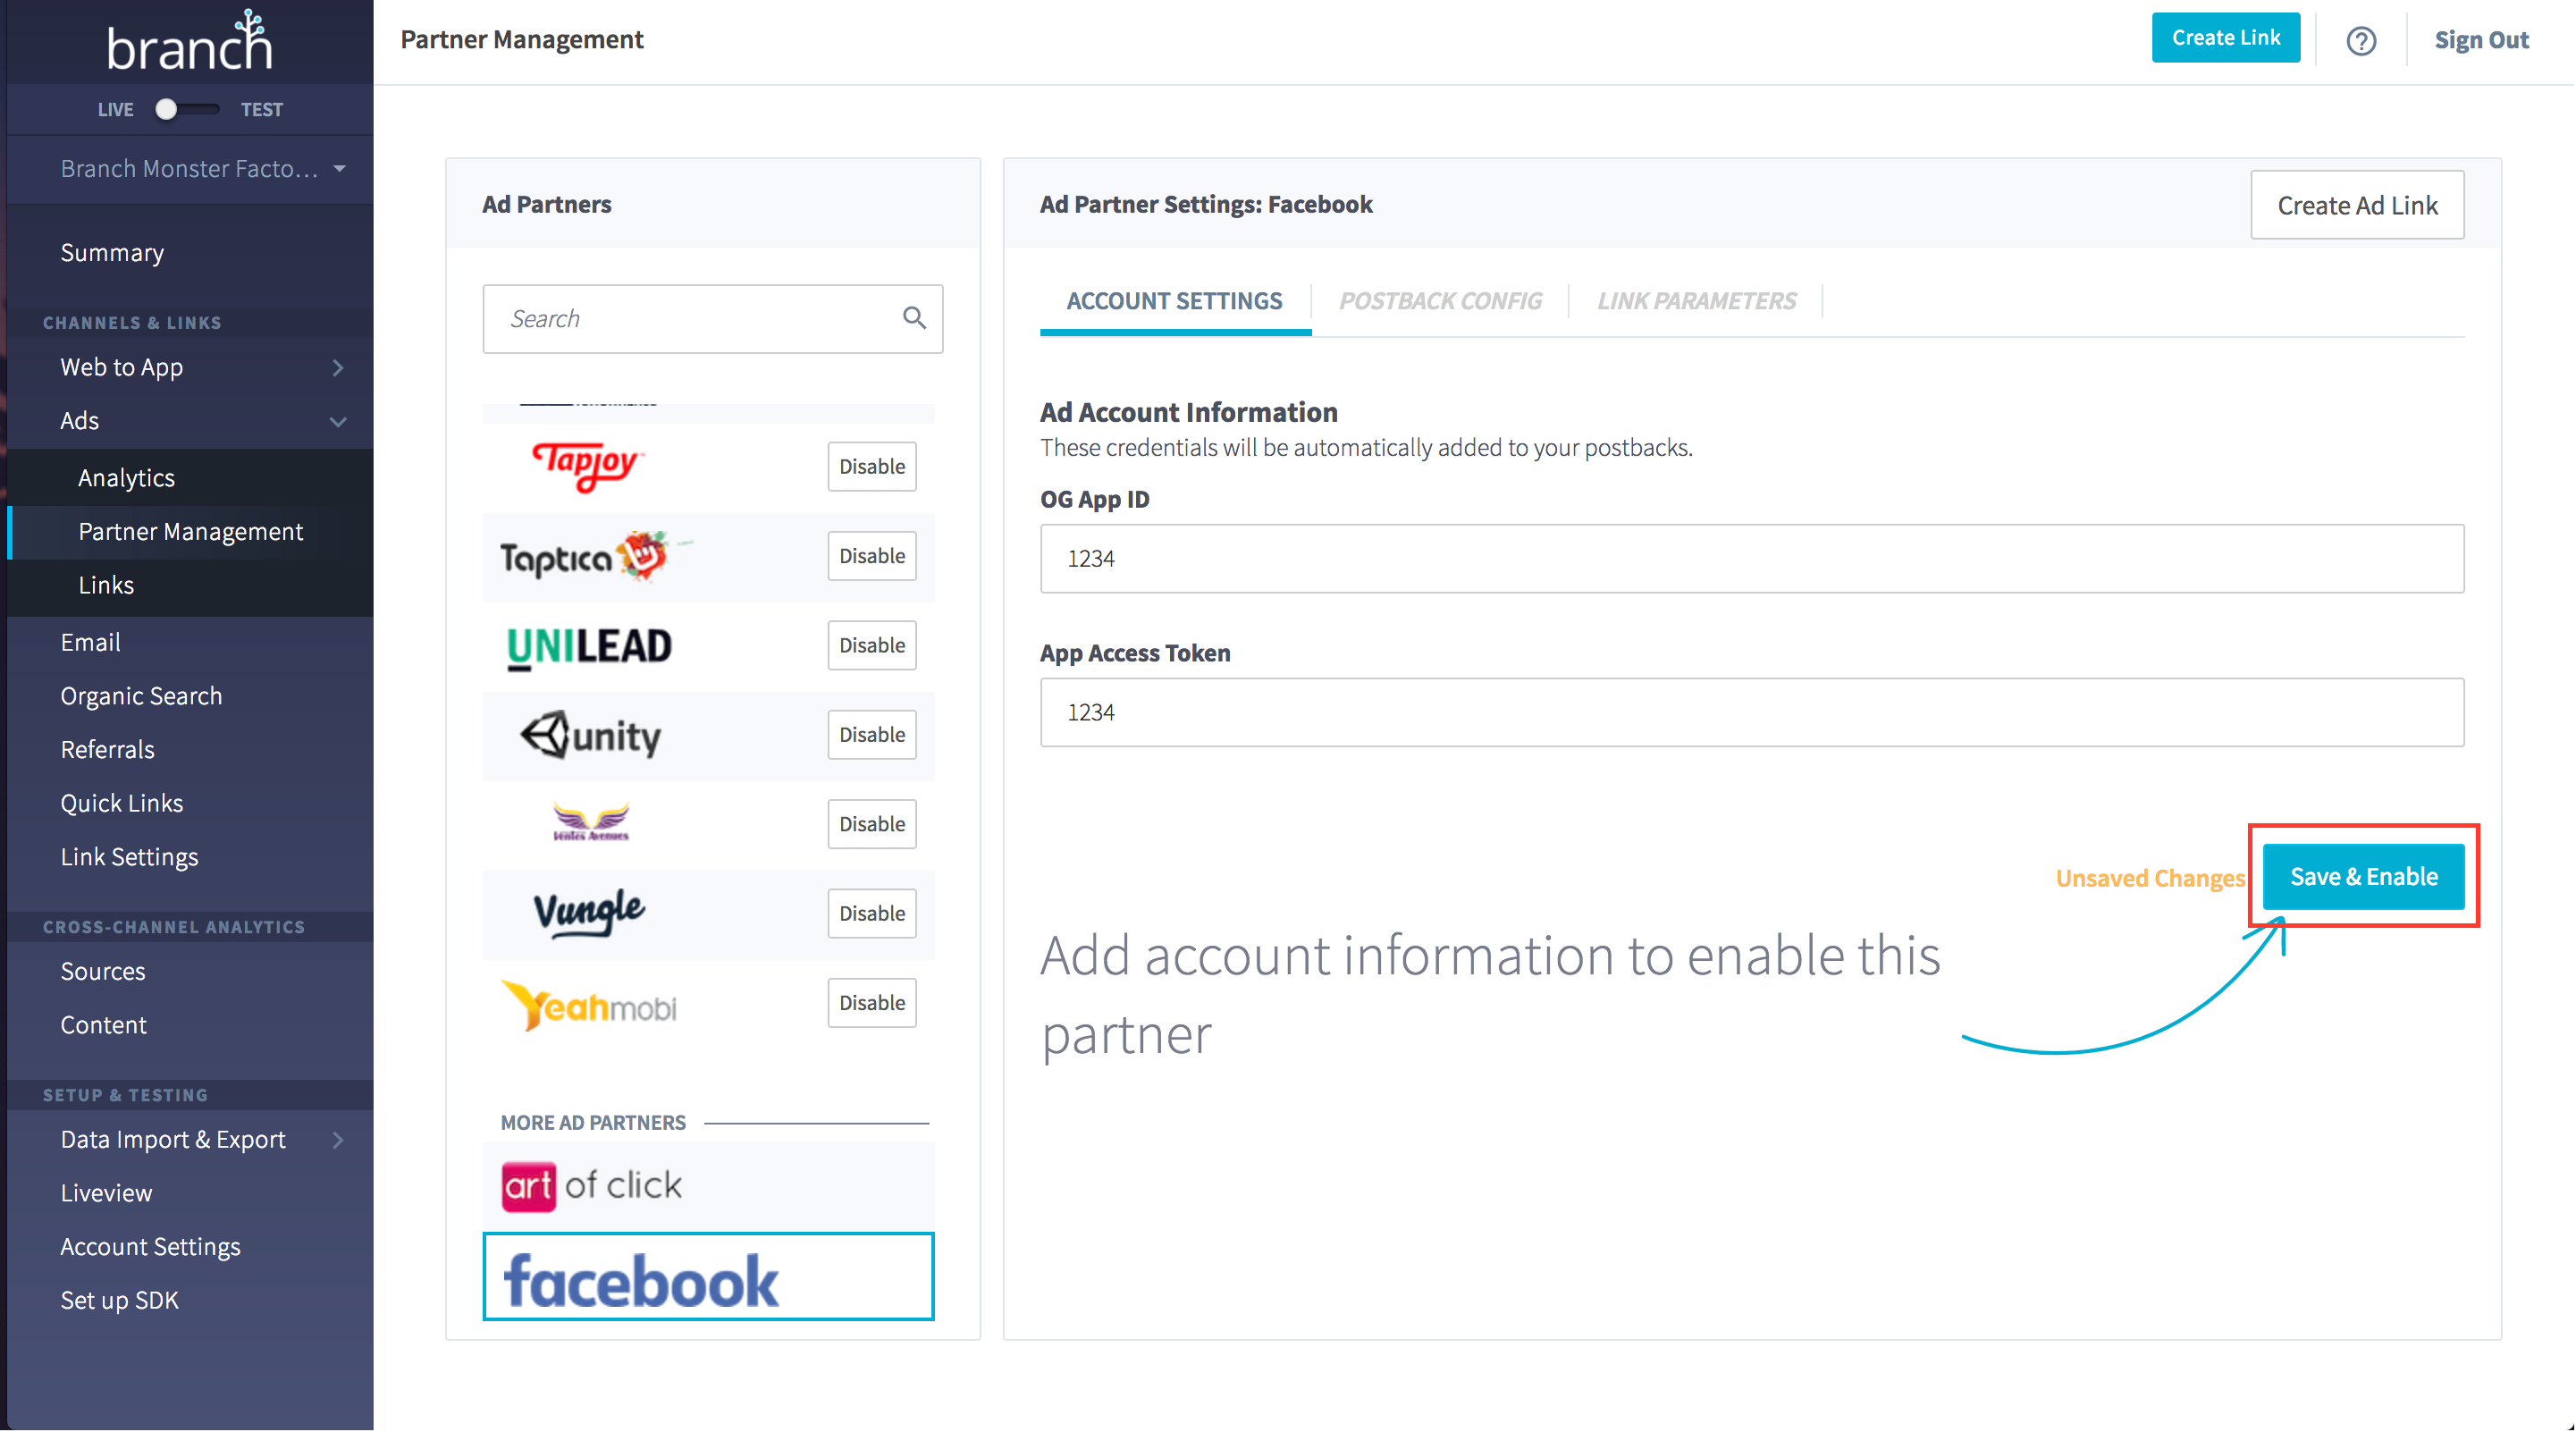 branch
LIVE TEST
Branch Monster Facto...
Summary
CHANNELS & LINKS
Web to App
Ads
Analytics
Partner Management
Links
Email
Organic Search
Referrals
Quick Links
Link Settings
CROSS-CHANNEL ANALYTICS
Sources
Content
SETUP & TESTING
Data Import & Export
Liveview
Account Settings
Set up SDK
Partner Management
Create Link
?
Sign Out
Ad Partners
Search
Tapjoy Disable
Taptica Disable
UNILEAD Disable
unity Disable
Ventes Avenues Disable
Vungle Disable
Yeahmobi Disable
MORE AD PARTNERS
art of click
facebook
Ad Partner Settings: Facebook
Create Ad Link
ACCOUNT SETTINGS POSTBACK CONFIG LINK PARAMETERS
Ad Account Information
These credentials will be automatically added to your postbacks.
OG App ID
1234
App Access Token
1234
Unsaved Changes
Save & Enable
Add account information to enable this
partner